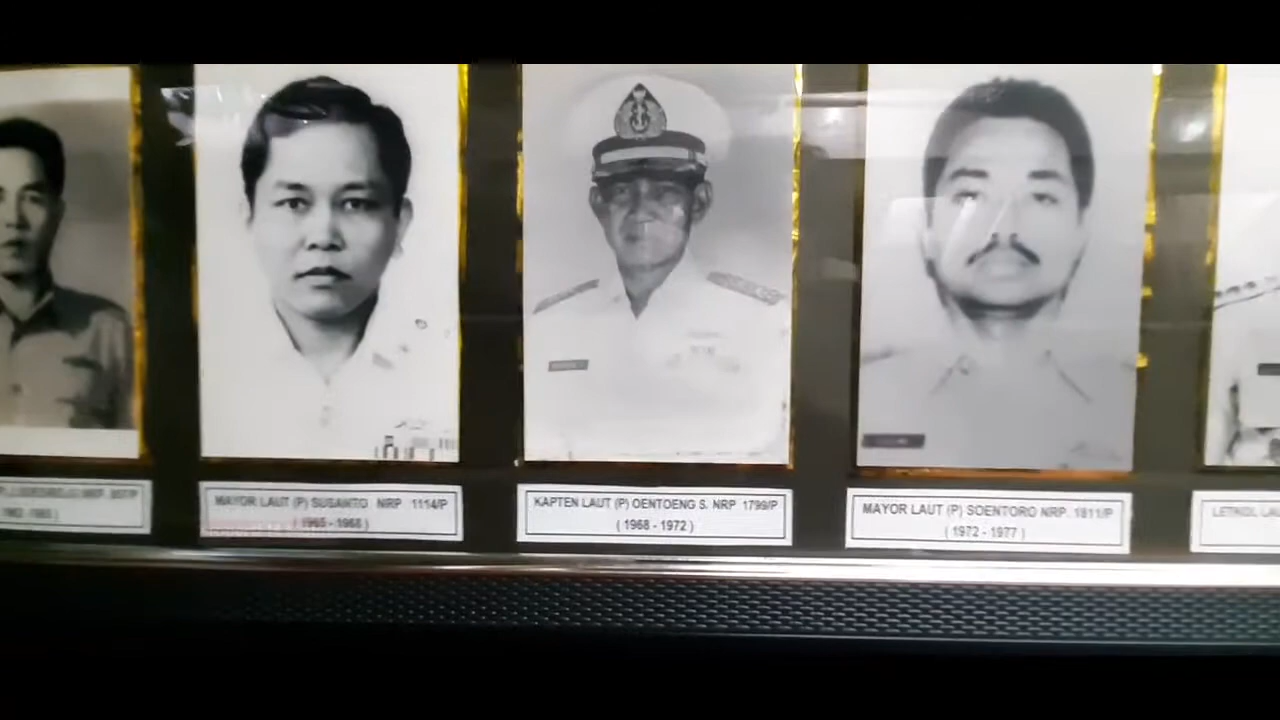 MAYOR LAUT (P) SUSANTO NRP 1114/P
( 1965 - 1968 )
KAPTEN LAUT (P) OENTOENG S. NRP 1799/P
( 1968 - 1972 )
MAYOR LAUT (P) SOENTORO NRP. 1811/P
( 1972 - 1977 )
LETKOL